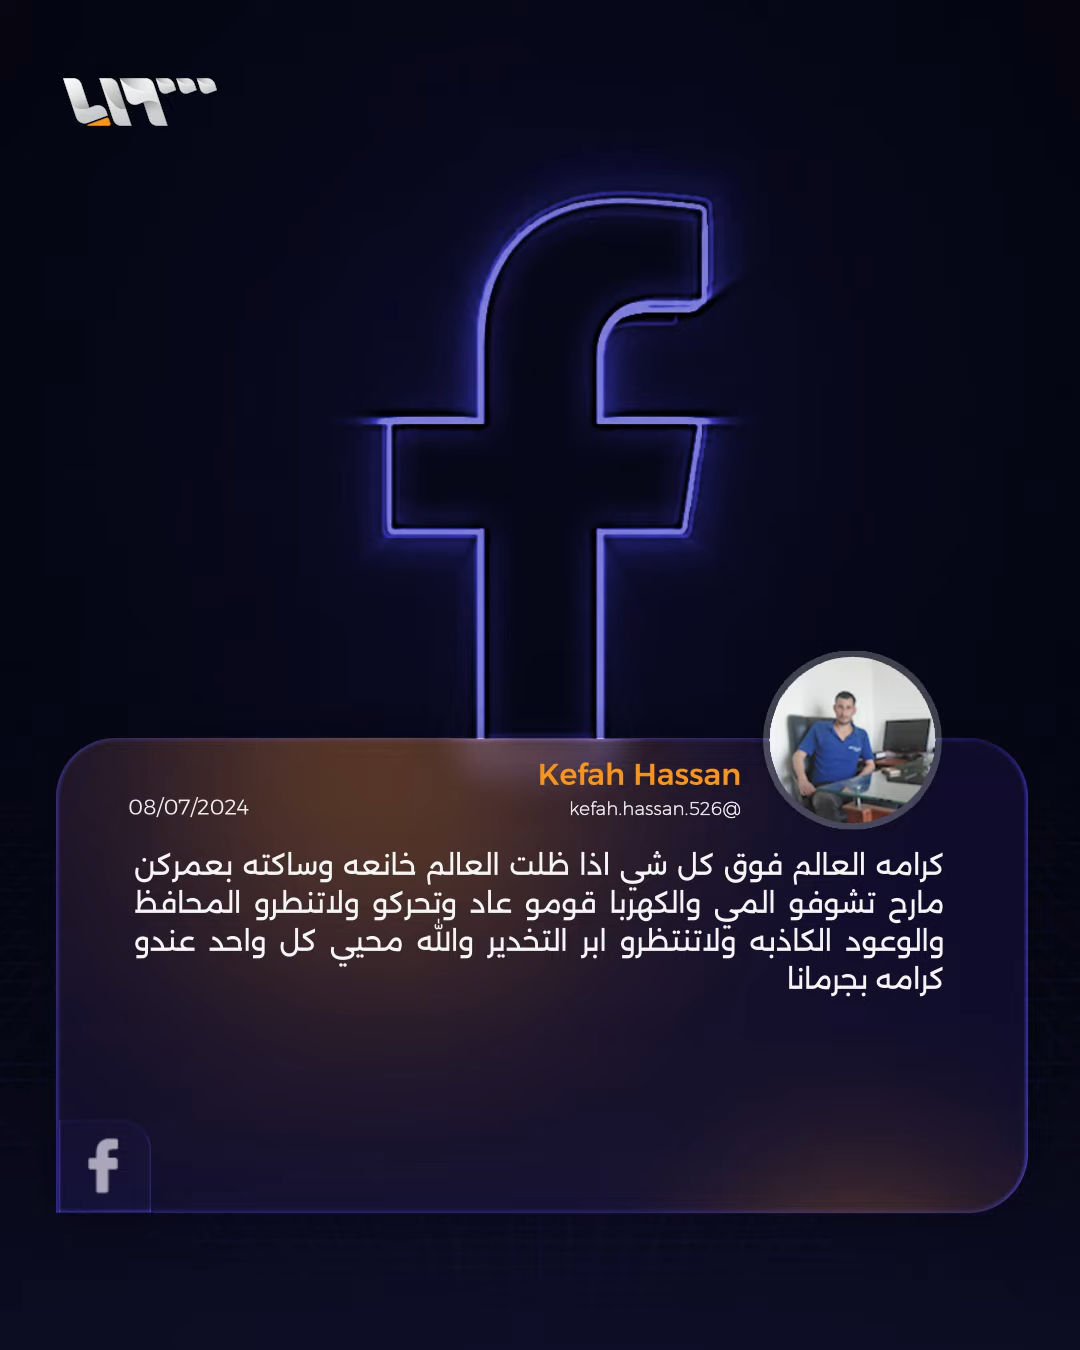 Kefah Hassan
kefah.hassan.526@
08/07/2024
كرامه العالم فوق كل شي اذا ظلت العالم خانعه وساكته بعمركن
مارح تشوفو المي والكهربا قومو عاد وتحركو ولاتنطرو المحافظ
والوعود الكاذبه ولاتنتظرو ابر التخدير والله محيي كل واحد عندو
كرامه بجرمانا